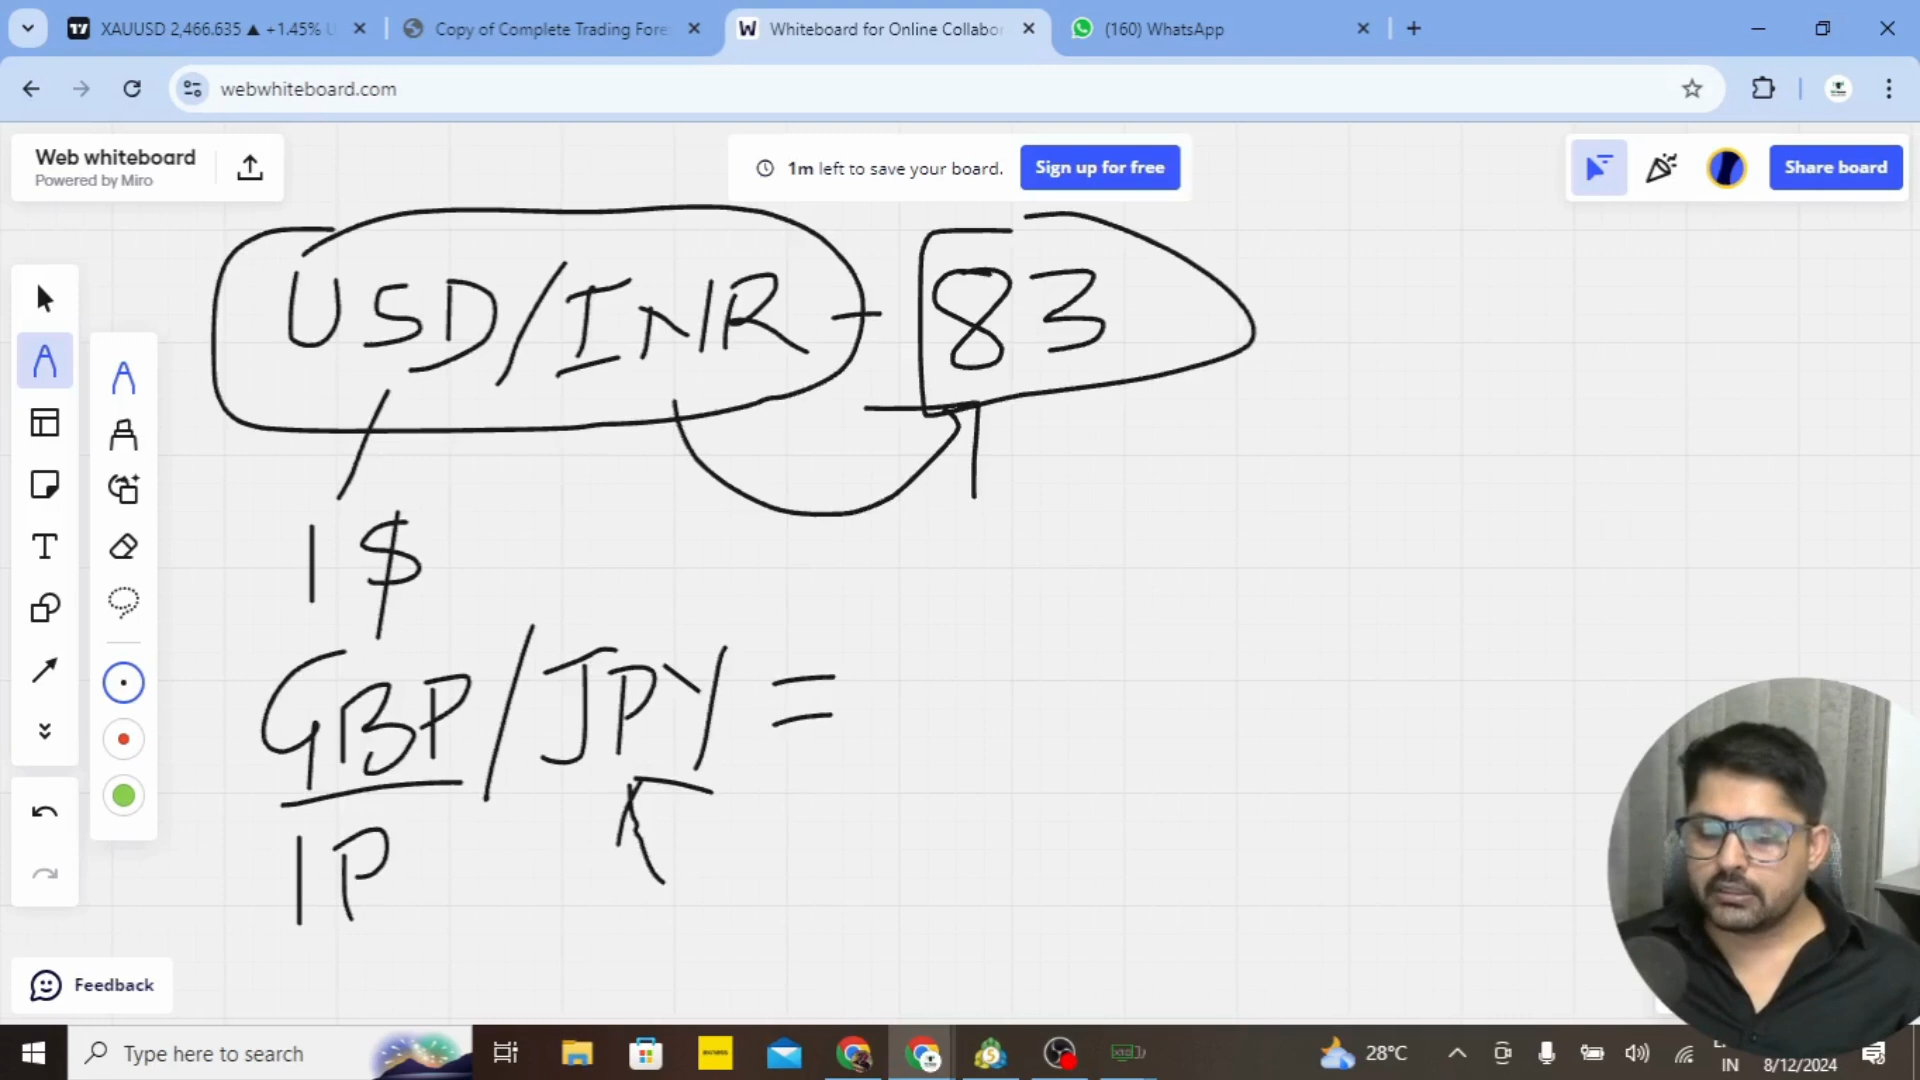 XAUUSD 2,466.635 ▲ +1.45% U
Copy of Complete Trading Fore
Whiteboard for Online Collabor
(160) WhatsApp
webwhiteboard.com
Web whiteboard
Powered by Miro
1m left to save your board.
Sign up for free
Share board
USD/INR - 83
1 $
GBP/JPY =
1P
Feedback
Type here to search
28°C
IN
8/12/2024